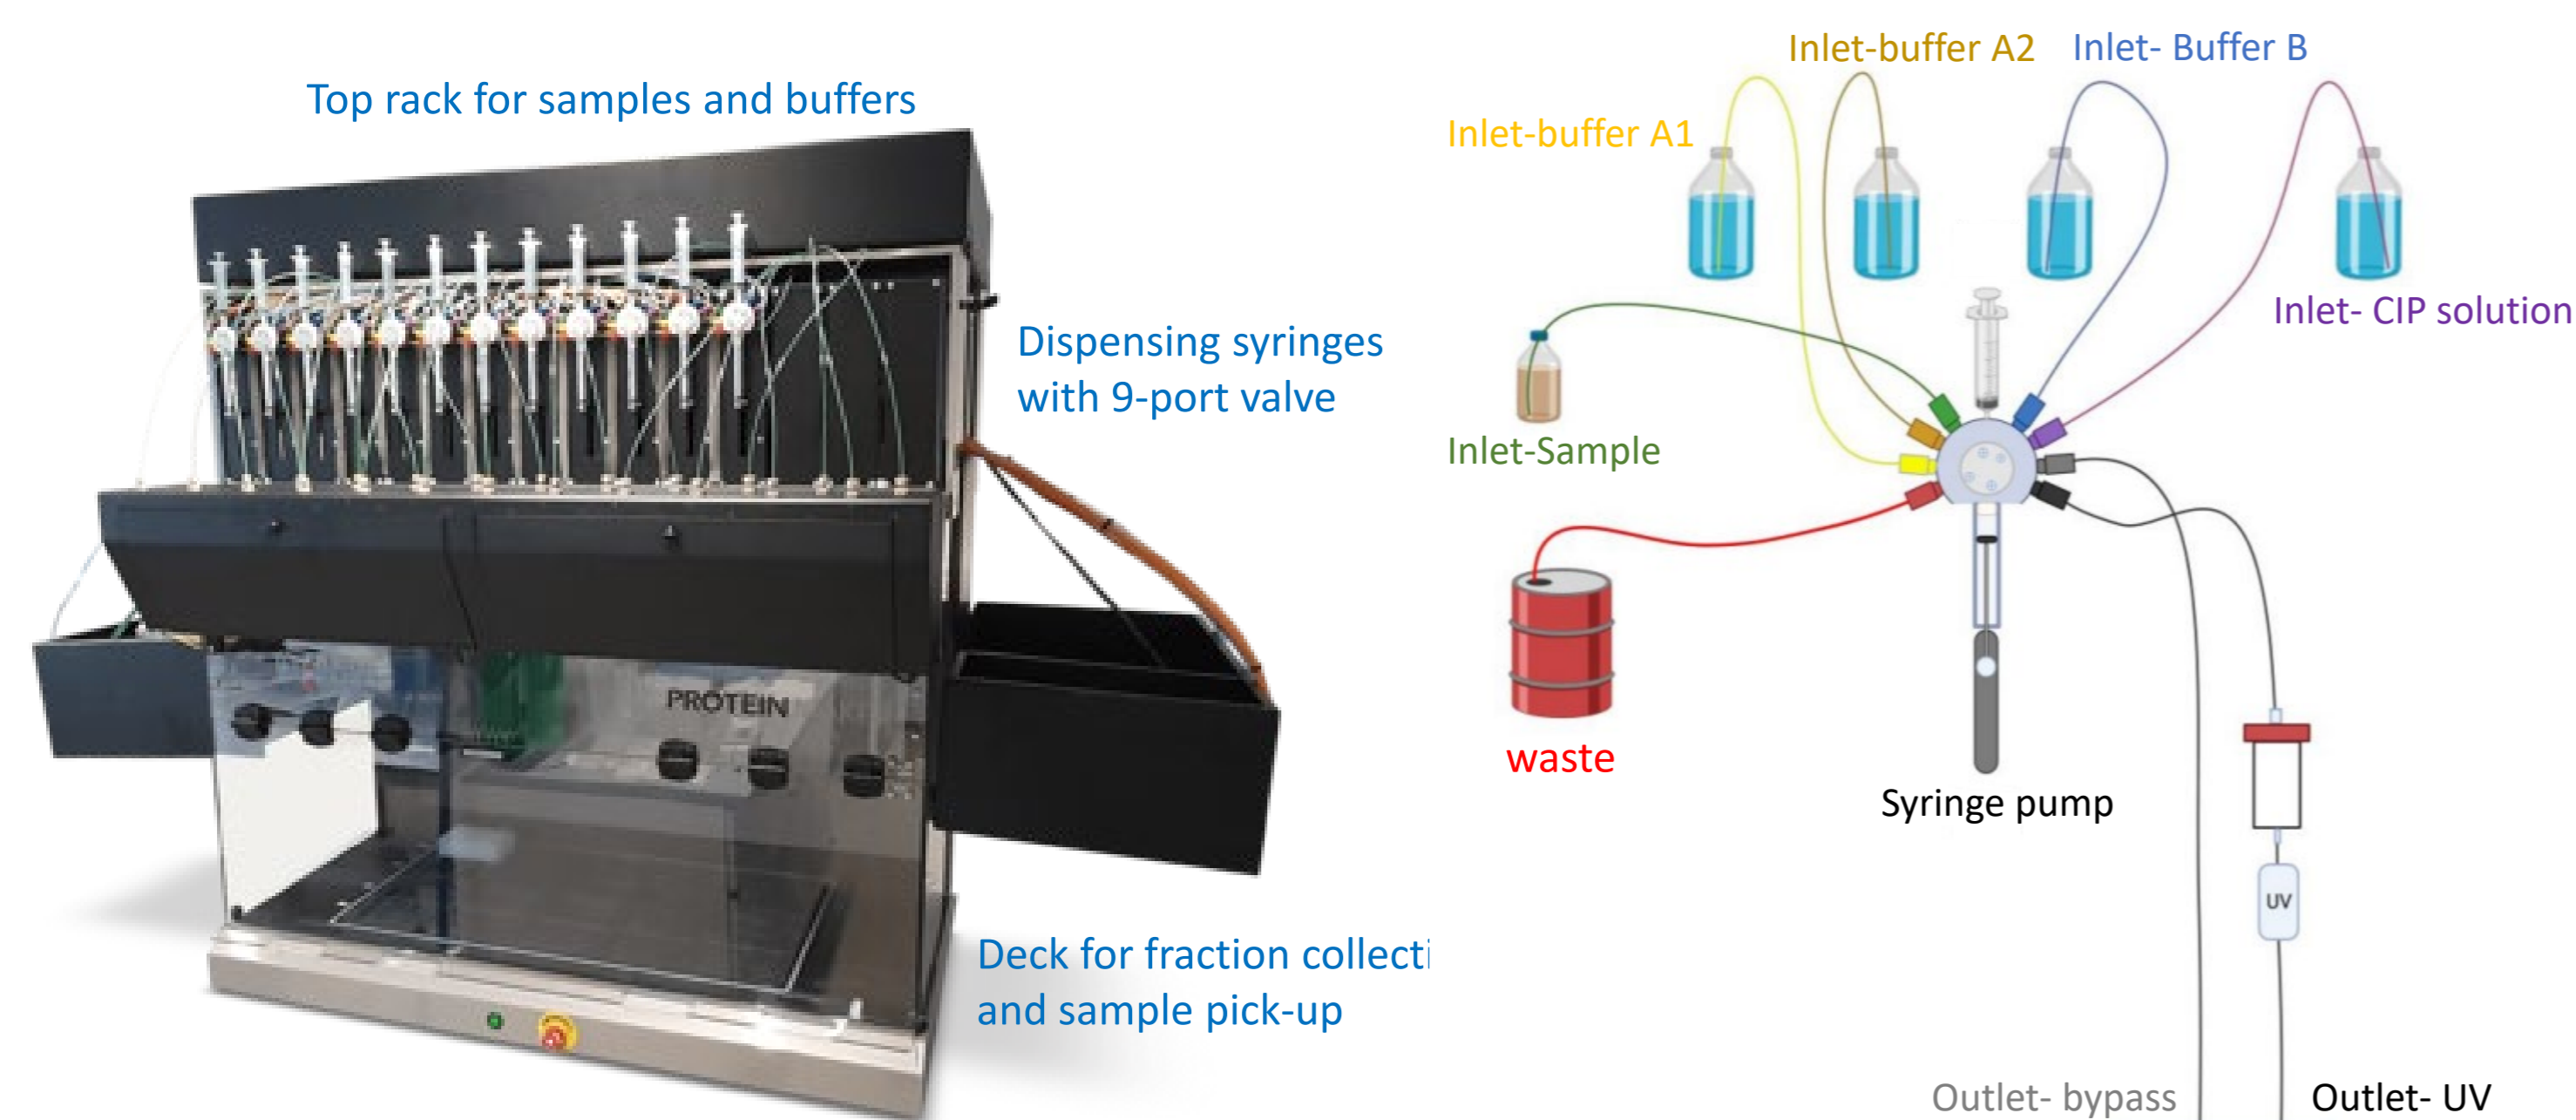 Top rack for samples and buffers
Dispensing syringes
with 9-port valve
PROTEIN
Deck for fraction collecti
and sample pick-up
Inlet-buffer A2
Inlet- Buffer B
Inlet-buffer A1
Inlet- CIP solution
Inlet-Sample
waste
Syringe pump
UV
Outlet- bypass
Outlet- UV